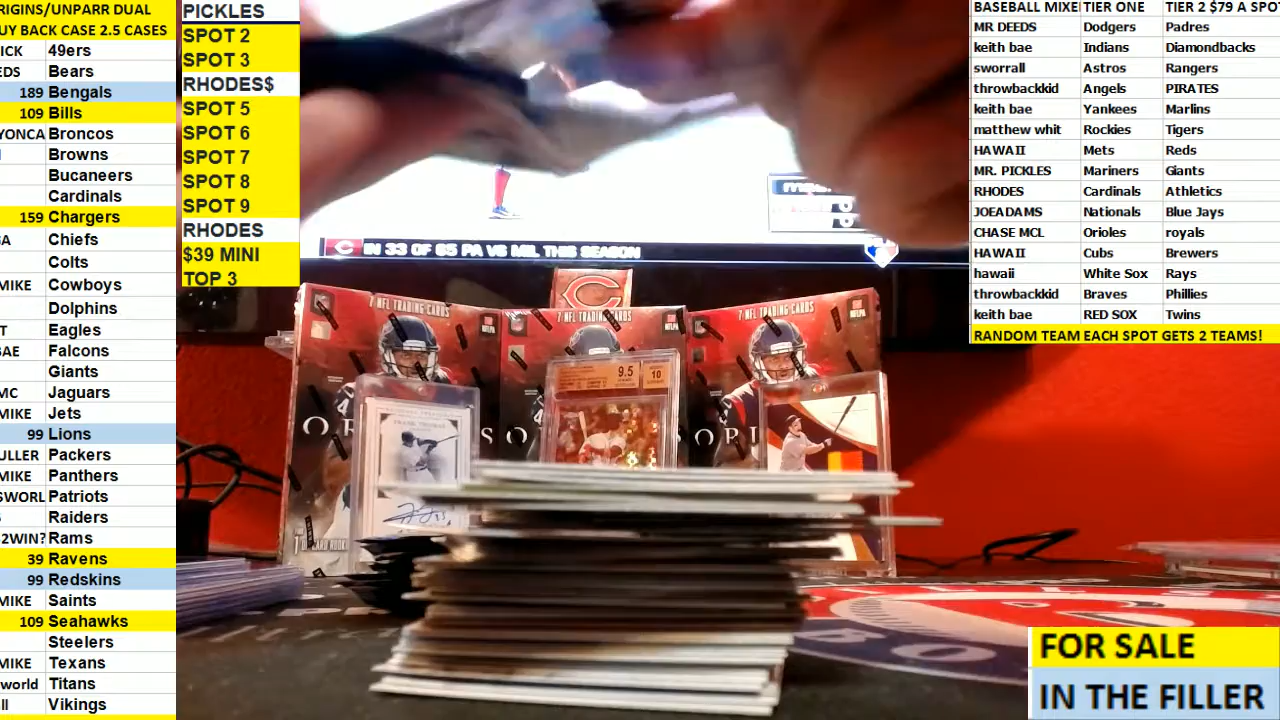 RIGINS/UNPARR DUAL
UY BACK CASE 2.5 CASES
ICK 49ers
EDS Bears
189 Bengals
109 Bills
YONCA Broncos
Browns
Bucaneers
Cardinals
159 Chargers
GA Chiefs
Colts
MIKE Cowboys
Dolphins
T Eagles
BAE Falcons
Giants
MC Jaguars
MIKE Jets
99 Lions
ULLER Packers
MIKE Panthers
SWORL Patriots
Raiders
2WIN? Rams
39 Ravens
99 Redskins
MIKE Saints
109 Seahawks
Steelers
MIKE Texans
world Titans
ll Vikings
PICKLES
SPOT 2
SPOT 3
RHODES$
SPOT 5
SPOT 6
SPOT 7
SPOT 8
SPOT 9
RHODES
$39 MINI
TOP 3
BASEBALL MIXEI TIER ONE TIER 2 $79 A SPO
MR DEEDS Dodgers Padres
keith bae Indians Diamondbacks
sworrall Astros Rangers
throwbackkid Angels PIRATES
keith bae Yankees Marlins
matthew whit Rockies Tigers
HAWAII Mets Reds
MR. PICKLES Mariners Giants
RHODES Cardinals Athletics
JOEADAMS Nationals Blue Jays
CHASE MCL Orioles royals
HAWAII Cubs Brewers
hawaii White Sox Rays
throwbackkid Braves Phillies
keith bae RED SOX Twins
RANDOM TEAM EACH SPOT GETS 2 TEAMS!
IN 33 OF 85 PA VS MIL THIS SEASON
7 NFL TRADING CARDS
7 NFL TRADING CARDS
7 NFL TRADING CARDS
9.5
10
FRANK THOMAS
FOR SALE
IN THE FILLER